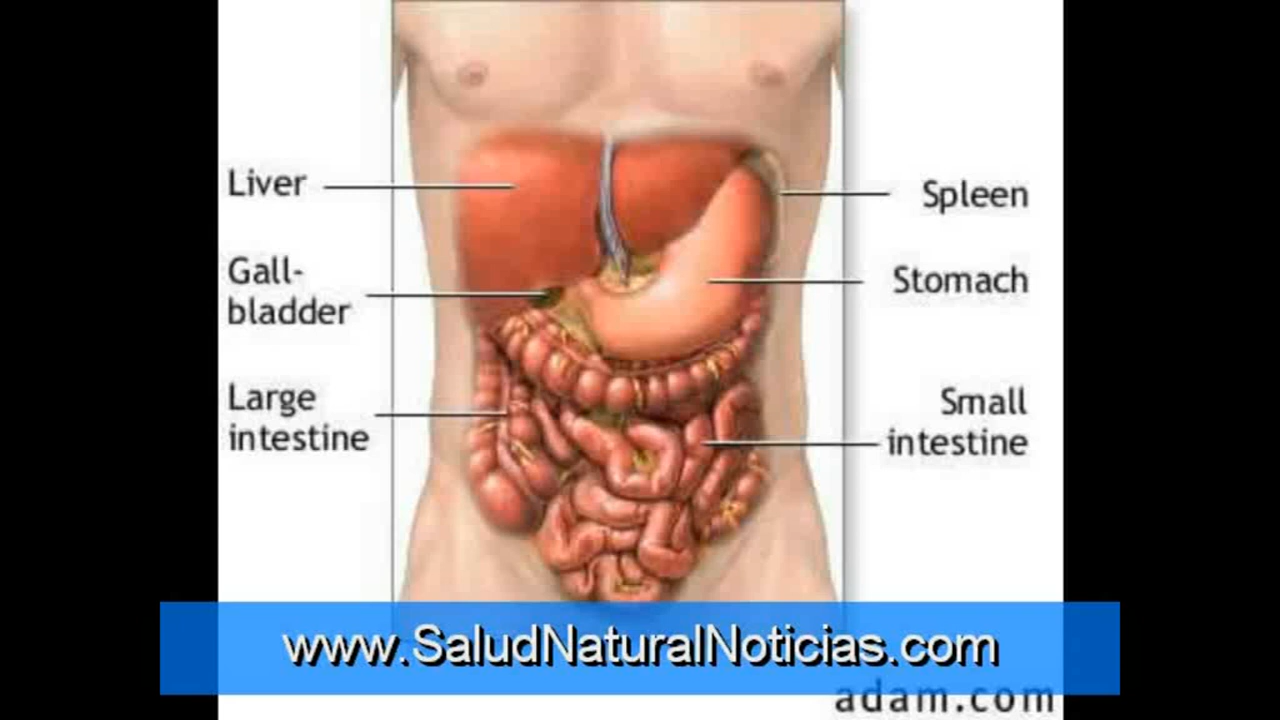 Liver
Gall-
bladder
Large
intestine
Spleen
Stomach
Small
intestine
www.SaludNaturalNoticias.com
adam.com